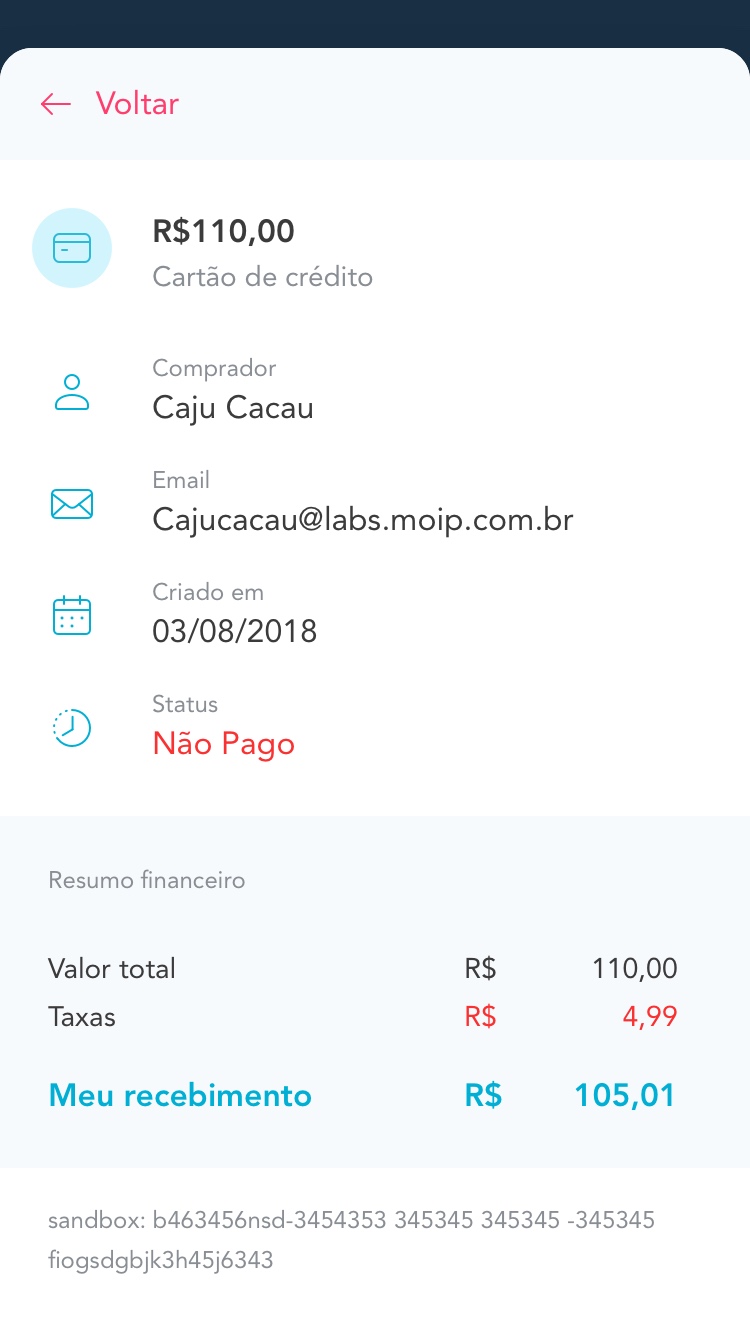 Voltar
R$110,00
Cartão de crédito
Comprador
Caju Cacau
Email
Cajucacau@labs.moip.com.br
Criado em
03/08/2018
Status
Não Pago
Resumo financeiro
Valor total R$ 110,00
Taxas R$ 4,99
Meu recebimento R$ 105,01
sandbox: b463456nsd-3454353 345345 345345 -345345
fiogsdgbjk3h45j6343